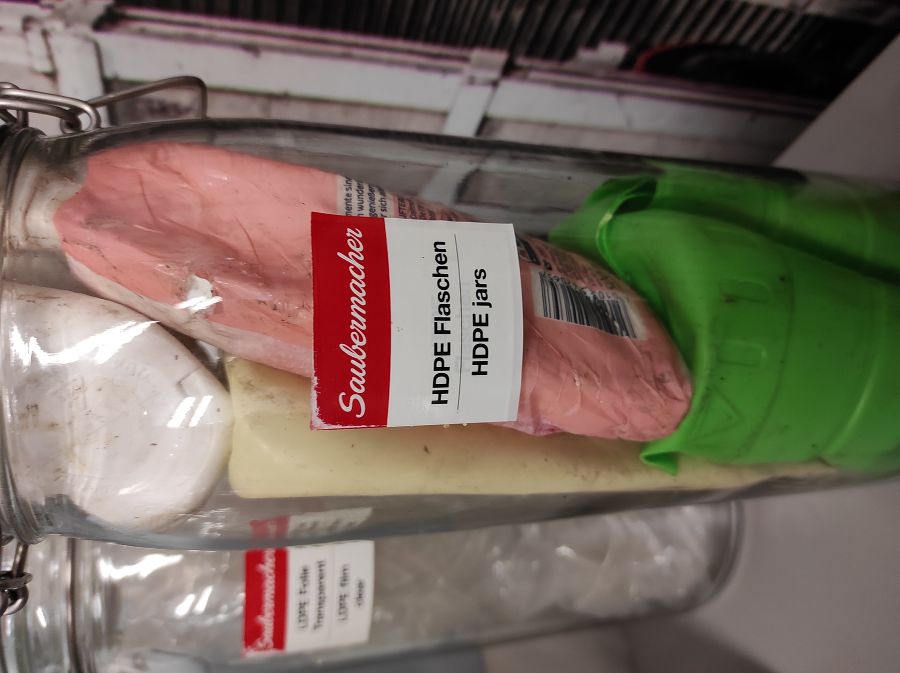 Saubermacher
HDPE Flaschen
HDPE jars
Saubermacher
LDPE Folie
Transparent
LDPE film
clear